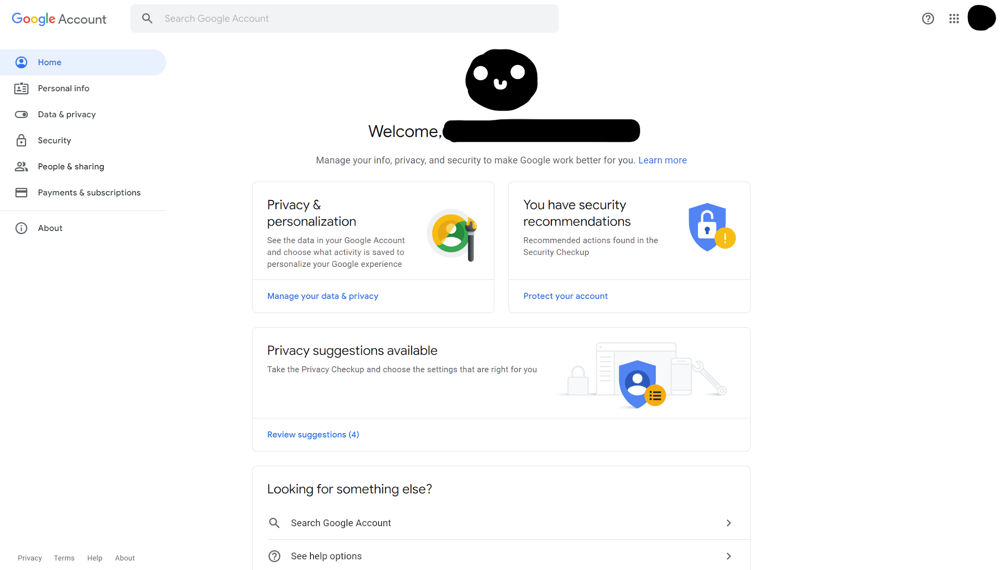 Google Account
Search Google Account
Home
Personal info
Data & privacy
Security
People & sharing
Payments & subscriptions
About
Welcome,
Manage your info, privacy, and security to make Google work better for you. Learn more
Privacy &
personalization
See the data in your Google Account
and choose what activity is saved to
personalize your Google experience
Manage your data & privacy
You have security
recommendations
Recommended actions found in the
Security Checkup
Protect your account
Privacy suggestions available
Take the Privacy Checkup and choose the settings that are right for you
Review suggestions (4)
Looking for something else?
Search Google Account
See help options
Privacy Terms Help About